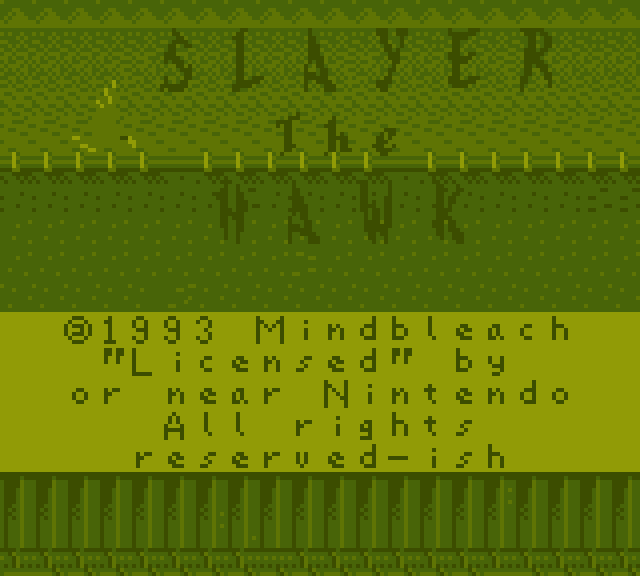 SLAYER
The
HAWK
©1993 Mindbleach
"Licensed" by
or near Nintendo
All rights
reserved-ish